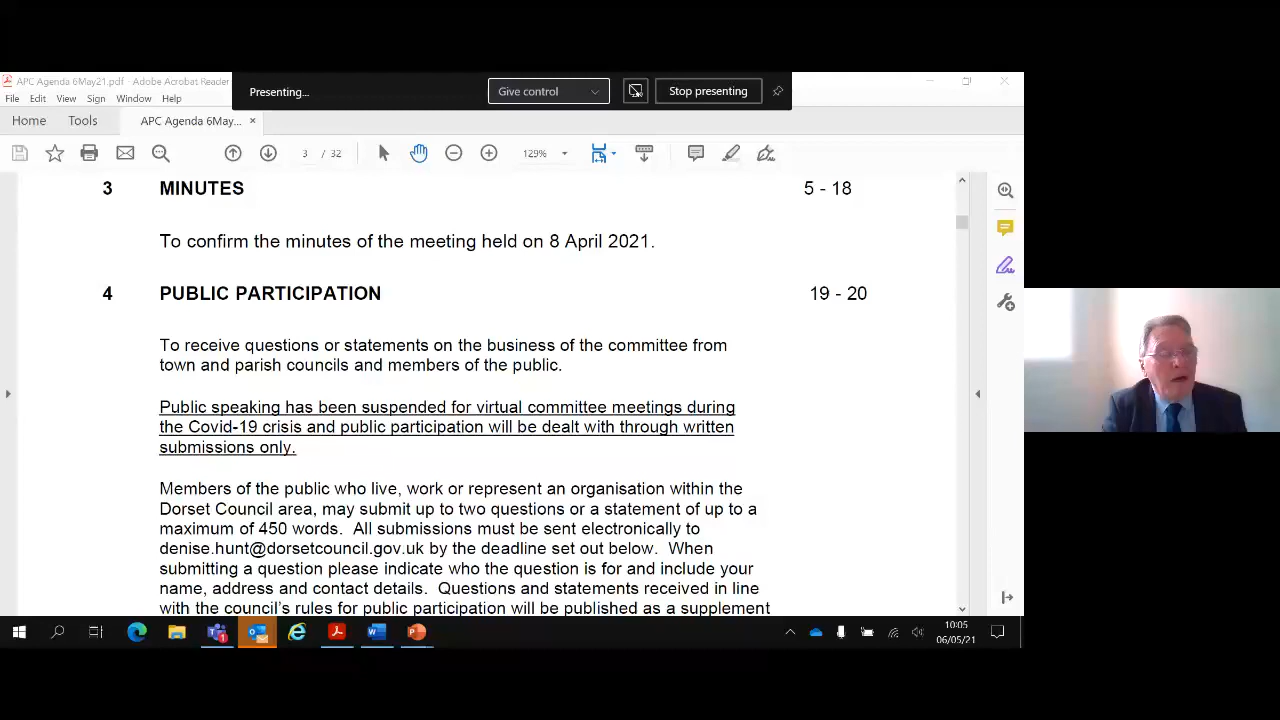 APC Agenda 6May21.pdf - Adobe Acrobat Reader
Presenting...
Give control
Stop presenting
File Edit View Sign Window Help
Home Tools APC Agenda 6May... ×
3 / 32 129%
3 MINUTES 5 - 18
To confirm the minutes of the meeting held on 8 April 2021.
4 PUBLIC PARTICIPATION 19 - 20
To receive questions or statements on the business of the committee from
town and parish councils and members of the public.
Public speaking has been suspended for virtual committee meetings during
the Covid-19 crisis and public participation will be dealt with through written
submissions only.
Members of the public who live, work or represent an organisation within the
Dorset Council area, may submit up to two questions or a statement of up to a
maximum of 450 words. All submissions must be sent electronically to
denise.hunt@dorsetcouncil.gov.uk by the deadline set out below. When
submitting a question please indicate who the question is for and include your
name, address and contact details. Questions and statements received in line
with the council's rules for public participation will be published as a supplement
10:05
06/05/21